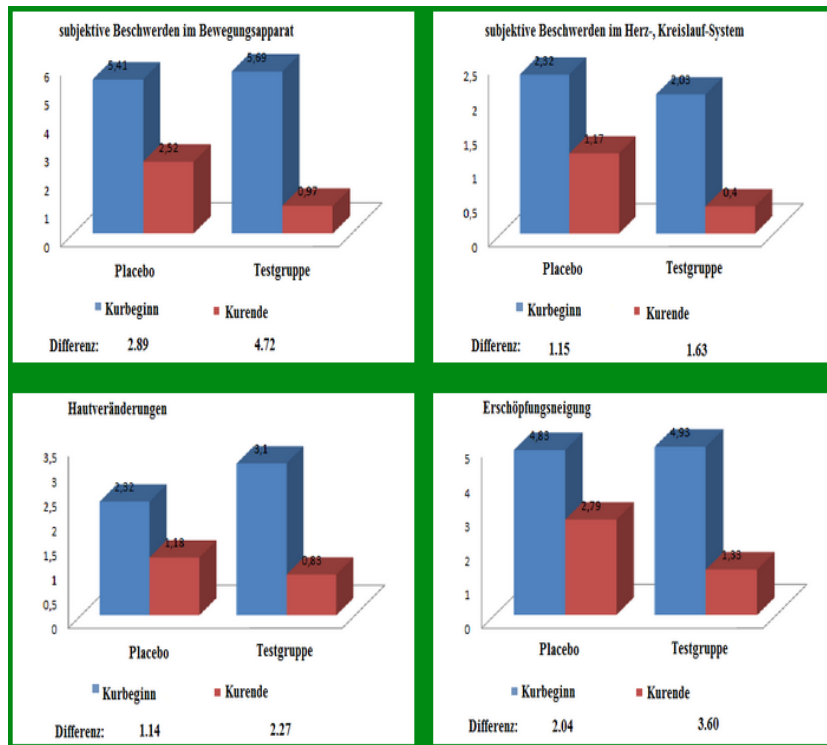 subjektive Beschwerden im Bewegungsapparat
5,41
5,69
2,52
0,97
6
5
4
3
2
1
0
Placebo
Testgruppe
Kurbeginn
Kurende
Differenz: 2.89 4.72
subjektive Beschwerden im Herz-, Kreislauf-System
2,32
2,03
1,17
0,4
2,5
2
1,5
1
0,5
0
Placebo
Testgruppe
Kurbeginn
Kurende
Differenz: 1.15 1.63
Hautveränderungen
2,32
3,1
1,18
0,83
3,5
3
2,5
2
1,5
1
0,5
0
Placebo
Testgruppe
Kurbeginn
Kurende
Differenz: 1.14 2.27
Erschöpfungsneigung
4,83
4,93
2,79
1,33
5
4
3
2
1
0
Placebo
Testgruppe
Kurbeginn
Kurende
Differenz: 2.04 3.60